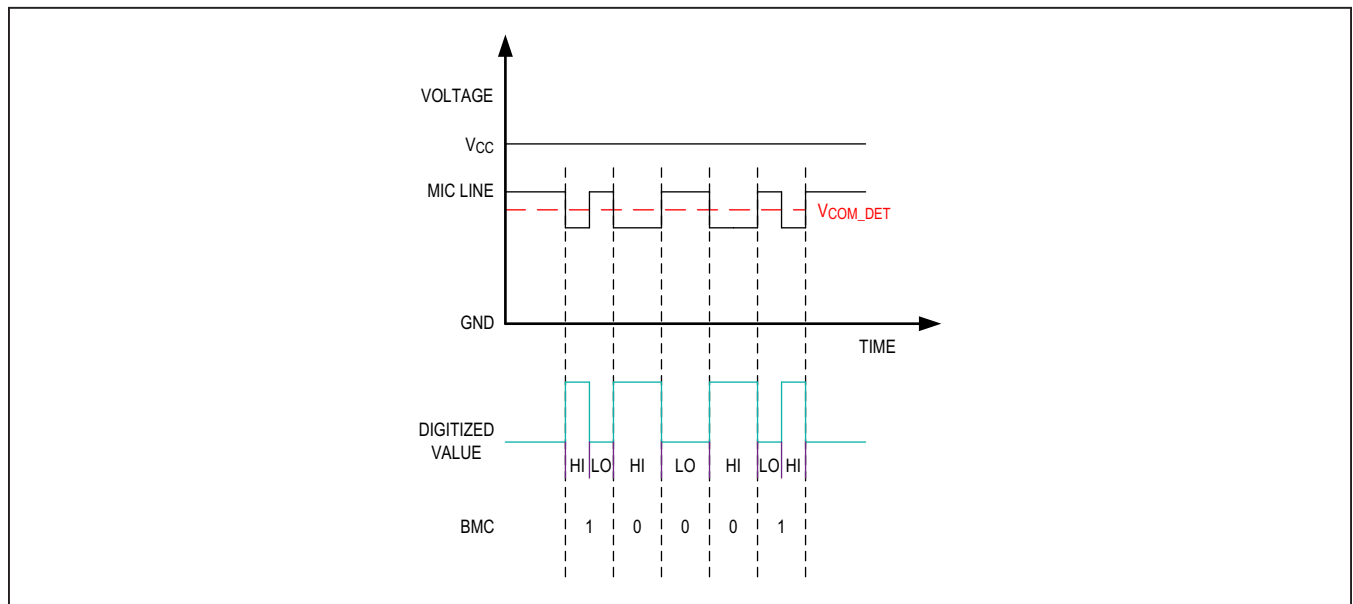 VOLTAGE
VCC
MIC LINE
VCOM_DET
GND
TIME
DIGITIZED
VALUE
HI LO HI LO HI LO HI
BMC 1 0 0 0 1